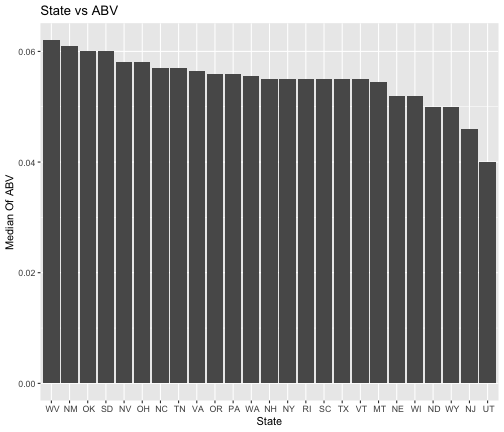 State vs ABV
Median Of ABV
0.06
0.04
0.02
0.00
WV NM OK SD NV OH NC TN VA OR PA WA NH NY RI SC TX VT MT NE WI ND WY NJ UT
State